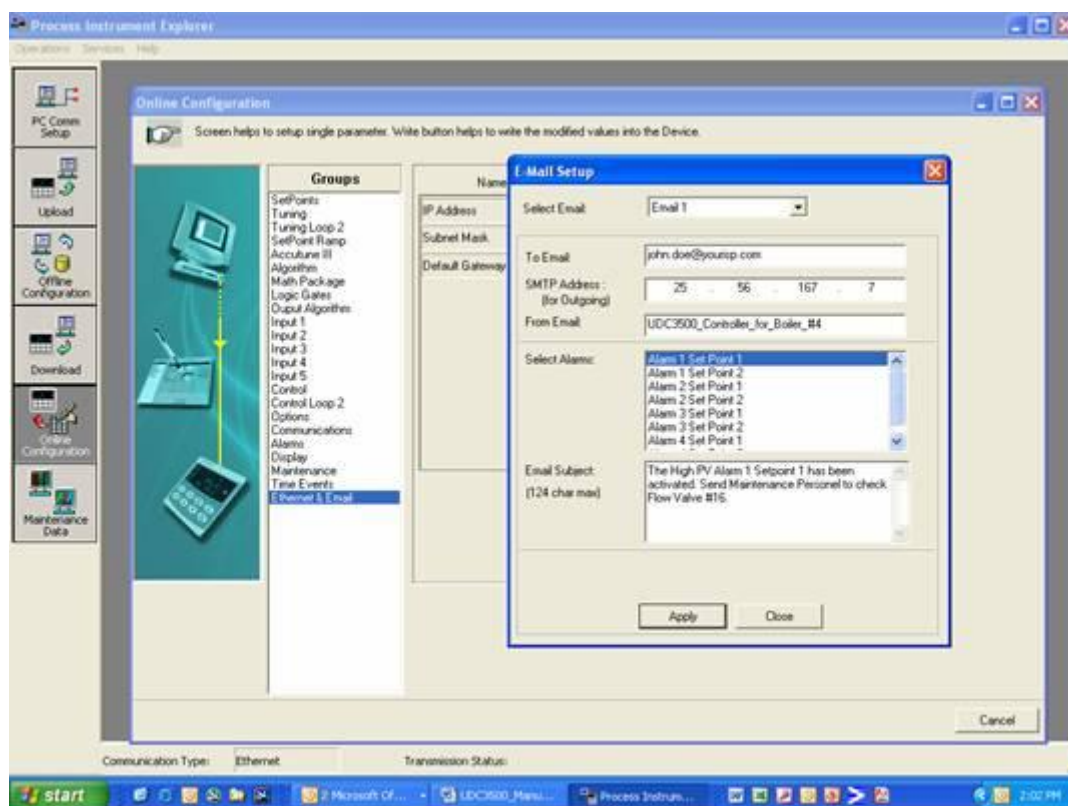 Process Instrument Explorer
Operations Services Help
PC Comm
Setup
Upload
Offline
Configuration
Download
Online
Configuration
Maintenance
Data
Online Configuration
Screen helps to setup single parameter. Write button helps to write the modified values into the Device.
Groups
SetPoints
Tuning
Tuning Loop 2
SetPoint Ramp
Accutune III
Algorithm
Math Package
Logic Gates
Ouput Algorithm
Input 1
Input 2
Input 3
Input 4
Input 5
Control
Control Loop 2
Options
Communications
Alarms
Display
Maintenance
Time Events
Ethernet & Email
Name
IP Address
Subnet Mask
Default Gateway
E-Mail Setup
Select Email: Email 1
To Email john.doe@yourisp.com
SMTP Address : 25 . 56 . 167 . 7
(for Outgoing)
From Email: UDC3500_Controller_for_Boiler_#4
Select Alarms: Alarm 1 Set Point 1
Alarm 1 Set Point 2
Alarm 2 Set Point 1
Alarm 2 Set Point 2
Alarm 3 Set Point 1
Alarm 3 Set Point 2
Alarm 4 Set Point 1
Email Subject: The High PV Alarm 1 Setpoint 1 has been
(124 char max) activated. Send Maintenance Personel to check
Flow Valve #16.
Apply Close
Cancel
Communication Type: Ethernet Transmission Status:
start 2 Microsoft Of... UDC3500_Manu... Process Instrum... 2:02 PM